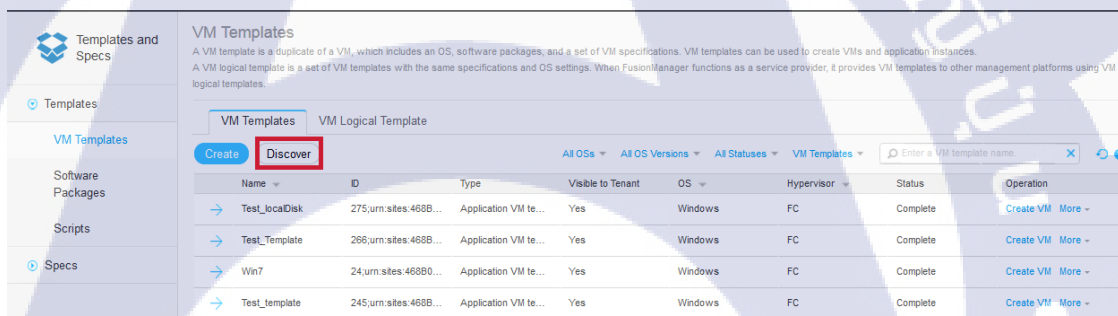 Templates and
Specs
VM Templates
A VM template is a duplicate of a VM, which includes an OS, software packages, and a set of VM specifications. VM templates can be used to create VMs and application instances.
A VM logical template is a set of VM templates with the same specifications and OS settings. When FusionManager functions as a service provider, it provides VM templates to other management platforms using VM
logical templates.
Templates
VM Templates VM Logical Template
VM Templates
Create Discover All OSs All OS Versions All Statuses VM Templates Enter a VM template name.
Software
Packages
Name ID Type Visible to Tenant OS Hypervisor Status Operation
Test_localDisk 275;urn:sites:468B... Application VM te... Yes Windows FC Complete Create VM More
Scripts
Test_Template 266;urn:sites:468B... Application VM te... Yes Windows FC Complete Create VM More
Specs
Win7 24;urn:sites:468B0... Application VM te... Yes Windows FC Complete Create VM More
Test_template 245;urn:sites:468B... Application VM te... Yes Windows FC Complete Create VM More